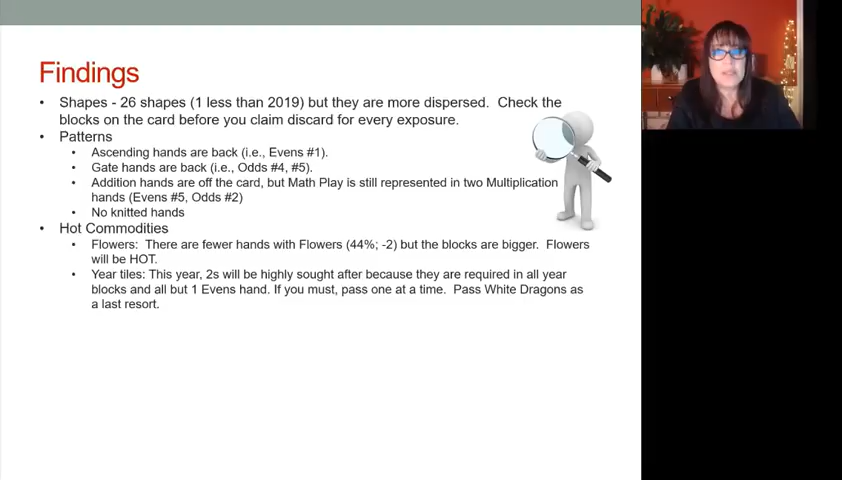 Findings
• Shapes - 26 shapes (1 less than 2019) but they are more dispersed.  Check the
blocks on the card before you claim discard for every exposure.
• Patterns
• Ascending hands are back (i.e., Evens #1).
• Gate hands are back (i.e., Odds #4, #5).
• Addition hands are off the card, but Math Play is still represented in two Multiplication
hands (Evens #5, Odds #2)
• No knitted hands
• Hot Commodities
• Flowers:  There are fewer hands with Flowers (44%; -2) but the blocks are bigger.  Flowers
will be HOT.
• Year tiles: This year, 2s will be highly sought after because they are required in all year
blocks and all but 1 Evens hand. If you must, pass one at a time.  Pass White Dragons as
a last resort.